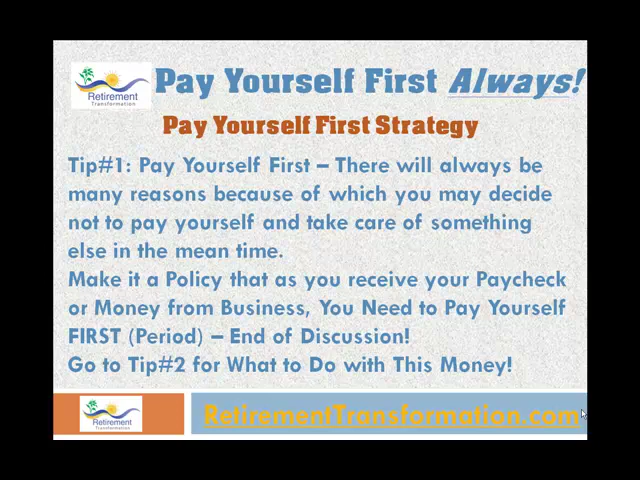 Retirement
Transformation
Pay Yourself First Always!
Pay Yourself First Strategy
Tip#1: Pay Yourself First – There will always be
many reasons because of which you may decide
not to pay yourself and take care of something
else in the mean time.
Make it a Policy that as you receive your Paycheck
or Money from Business, You Need to Pay Yourself
FIRST (Period) – End of Discussion!
Go to Tip#2 for What to Do with This Money!
Retirement
Transformation
RetirementTransformation.com